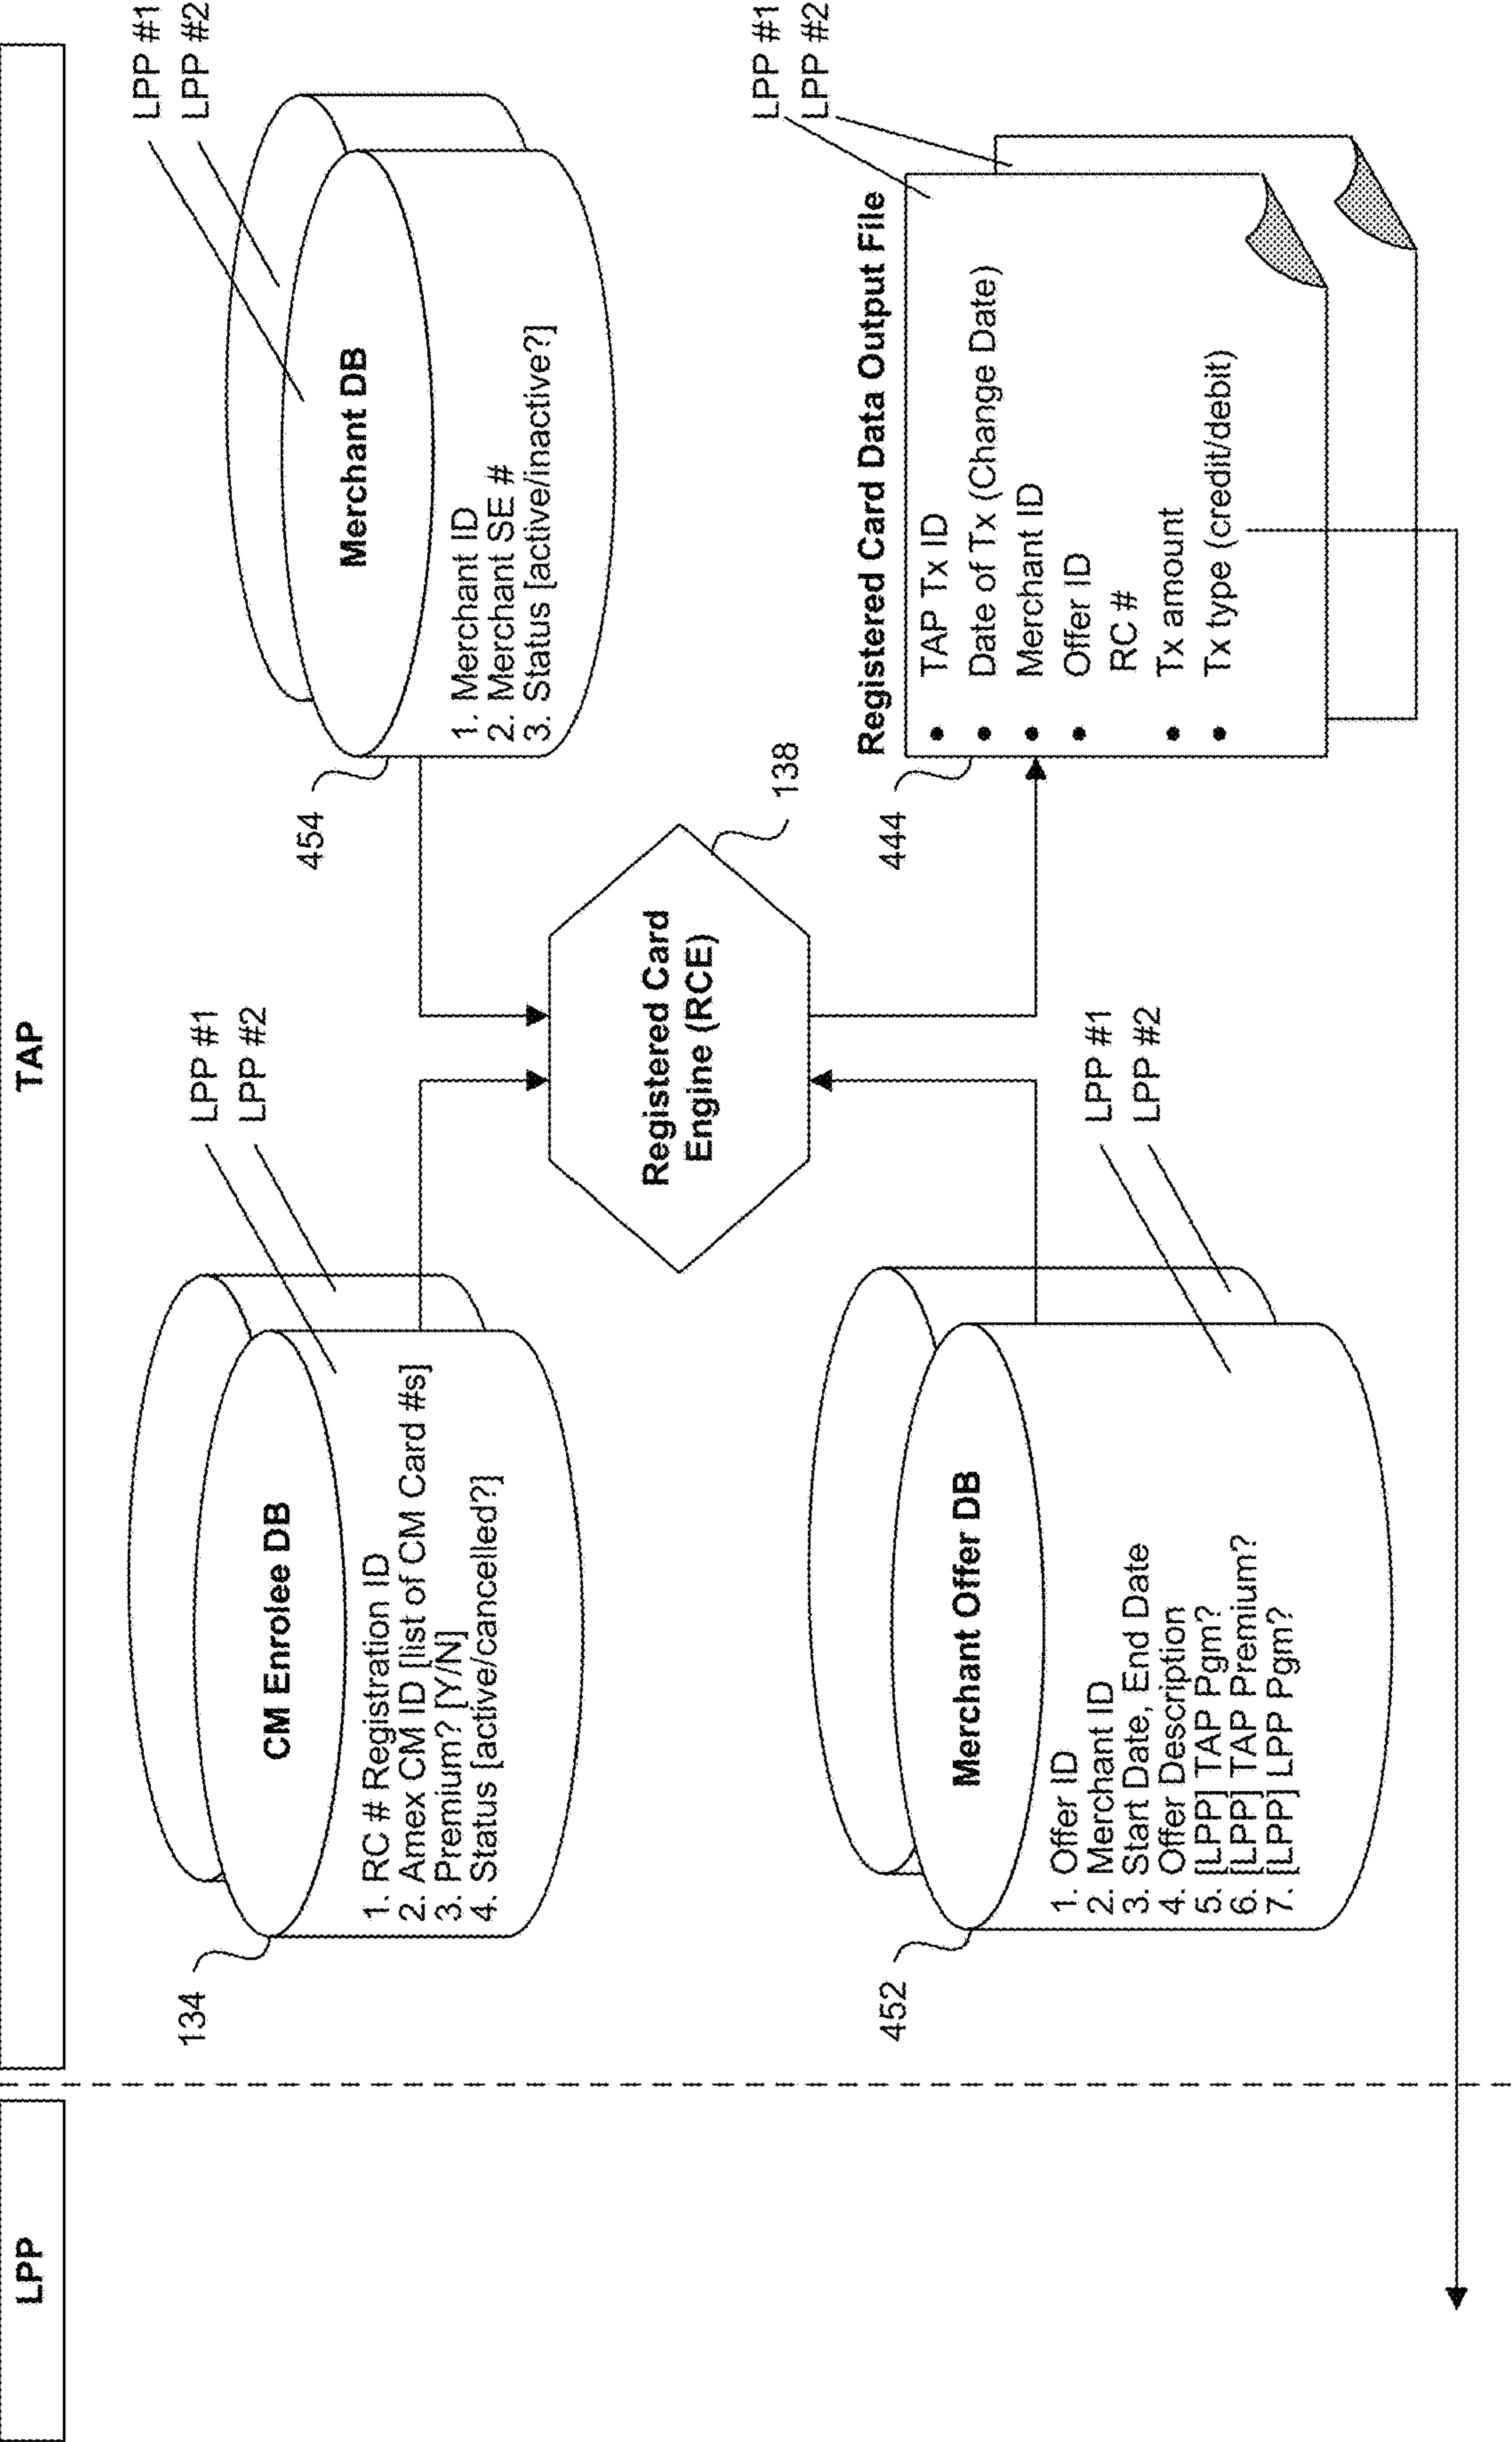 LPP
TAP
134
CM Enrolee DB
1. RC # Registration ID
2. Amex CM ID [list of CM Card #s]
3. Premium? [Y/N]
4. Status [active/cancelled?]
LPP #1
LPP #2
454
Merchant DB
1. Merchant ID
2. Merchant SE #
3. Status [active/inactive?]
LPP #1
LPP #2
Registered Card
Engine (RCE)
138
452
Merchant Offer DB
1. Offer ID
2. Merchant ID
3. Start Date, End Date
4. Offer Description
5. [LPP] TAP Pgm?
6. [LPP] TAP Premium?
7. [LPP] LPP Pgm?
LPP #1
LPP #2
444
Registered Card Data Output File
• TAP Tx ID
• Date of Tx (Change Date)
• Merchant ID
• Offer ID
RC #
• Tx amount
• Tx type (credit/debit)
LPP #1
LPP #2